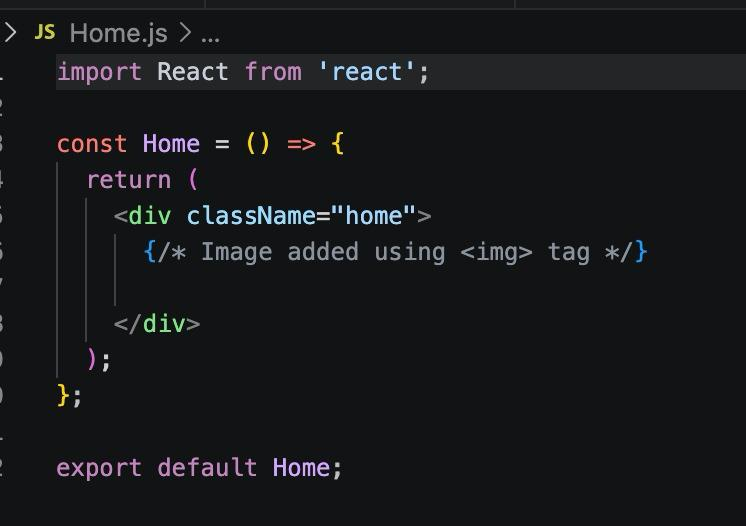 JS Home.js > ...
import React from 'react';
const Home = () => {
return (
<div className="home">
{/* Image added using <img> tag */}
</div>
);
};
export default Home;